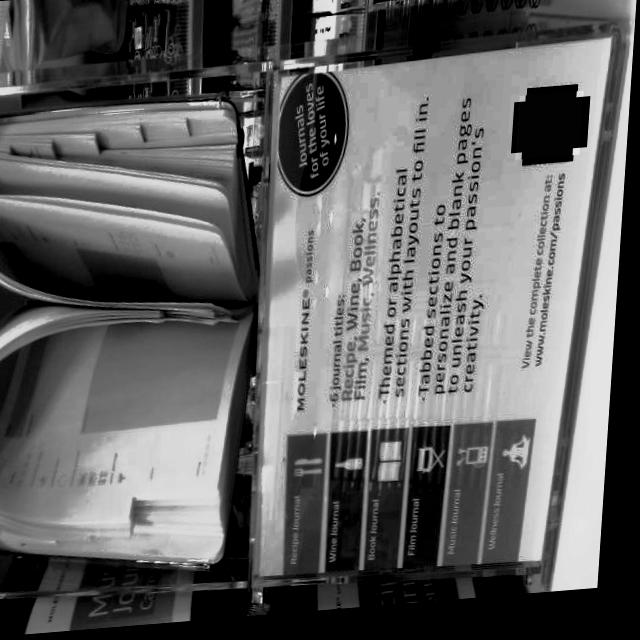 Journals
for the loves
of your life
MOLESKINE® passions
6 journal titles:
Recipe, Wine, Book,
Film, Music, Wellness.
-Themed or alphabetical
sections with layouts to fill in.
-Tabbed sections to
personalize and blank pages
to unleash your passion's
creativity.
View the complete collection at:
www.moleskine.com/passions
Recipe Journal
Wine Journal
Book Journal
Film Journal
Music Journal
Wellness Journal